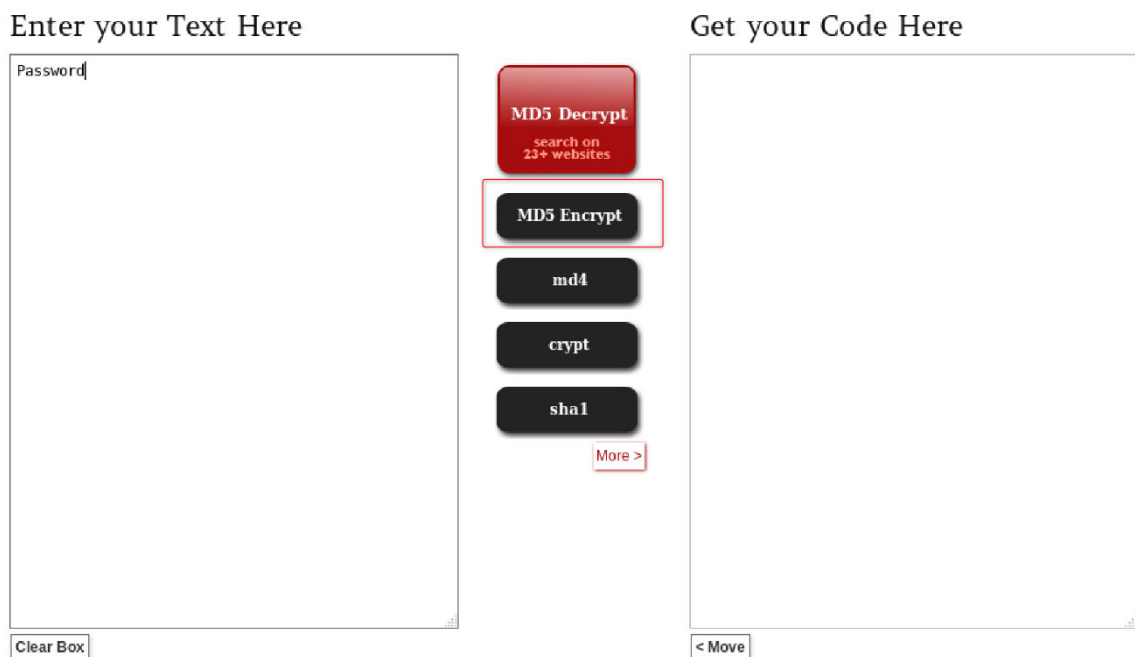 Enter your Text Here
Password
Clear Box
MD5 Decrypt
search on
23+ websites
MD5 Encrypt
md4
crypt
sha1
More >
Get your Code Here
< Move